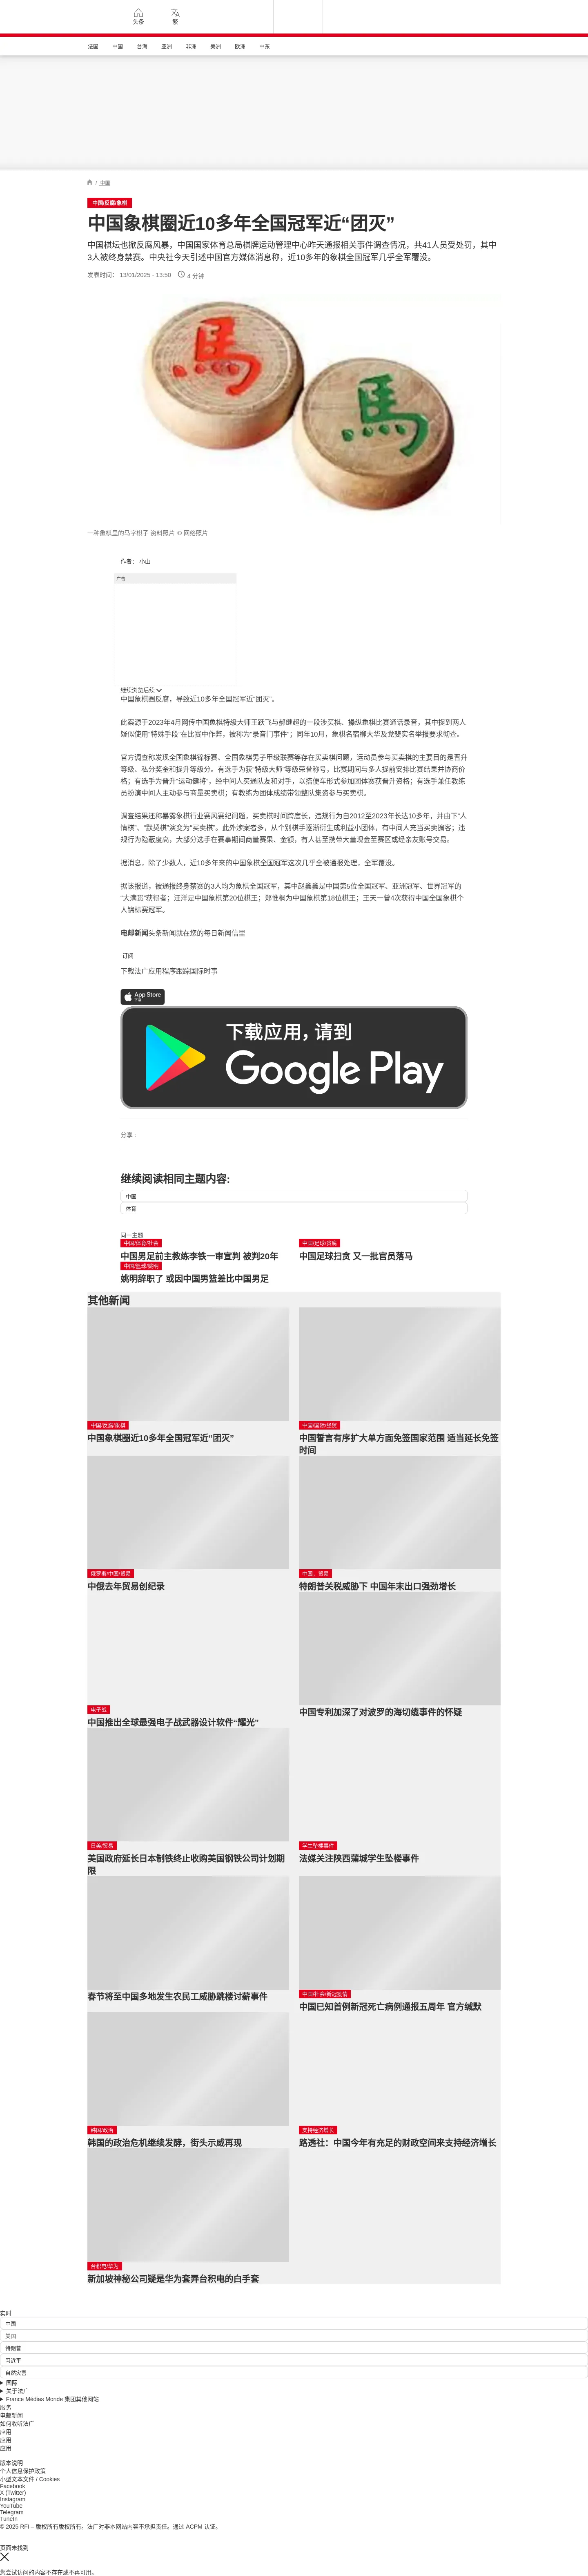 头条
繁
法国
中国
台海
亚洲
非洲
美洲
欧洲
中东
/ 中国
中国/反腐/象棋
中国象棋圈近10多年全国冠军近“团灭”
中国棋坛也掀反腐风暴，中国国家体育总局棋牌运动管理中心昨天通报相关事件调查情况，共41人员受处罚，其中
3人被终身禁赛。中央社今天引述中国官方媒体消息称，近10多年的象棋全国冠军几乎全军覆没。
发表时间： 13/01/2025 - 13:50
4 分钟
馬
馬
一种象棋里的马字棋子 资料照片 © 网络照片
作者： 小山
广告
继续浏览后续
中国象棋圈反腐，导致近10多年全国冠军近“团灭”。
此案源于2023年4月网传中国象棋特级大师王跃飞与郝继超的一段涉买棋、操纵象棋比赛通话录音，其中提到两人
疑似使用“特殊手段”在比赛中作弊，被称为“录音门事件”；同年10月，象棋名宿柳大华及党斐实名举报要求彻查。
官方调查称发现全国象棋锦标赛、全国象棋男子甲级联赛等存在买卖棋问题，运动员参与买卖棋的主要目的是晋升
等级、私分奖金和提升等级分。有选手为获“特级大师”等级荣誉称号，比赛期间与多人提前安排比赛结果并协商价
格；有选手为晋升“运动健将”，经中间人买通队友和对手，以搭便车形式参加团体赛获晋升资格；有选手兼任教练
员扮演中间人主动参与商量买卖棋；有教练为团体成绩带领整队集资参与买卖棋。
调查结果还称暴露象棋行业赛风赛纪问题，买卖棋时间跨度长，违规行为自2012至2023年长达10多年，并由下“人
情棋”、“默契棋”演变为“买卖棋”。此外涉案者多，从个别棋手逐渐衍生成利益小团体，有中间人充当买卖掮客；违
规行为隐蔽度高，大部分选手在赛事期间商量赛果、金额，有人甚至携带大量现金至赛区或经亲友账号交易。
据消息，除了少数人，近10多年来的中国象棋全国冠军这次几乎全被通报处理，全军覆没。
据该报道，被通报终身禁赛的3人均为象棋全国冠军，其中赵鑫鑫是中国第5位全国冠军、亚洲冠军、世界冠军的
“大满贯”获得者；汪洋是中国象棋第20位棋王；郑惟桐为中国象棋第18位棋王；王天一曾4次获得中国全国象棋个
人锦标赛冠军。
电邮新闻头条新闻就在您的每日新闻信里
订阅
下载法广应用程序跟踪国际时事
App Store
下载
下载应用，请到
Google Play
分享 :
继续阅读相同主题内容:
中国
体育
同一主题
中国/体育/社会
中国男足前主教练李铁一审宣判 被判20年
中国/足球/贪腐
中国足球扫贪 又一批官员落马
中国/篮球/姚明
姚明辞职了 或因中国男篮差比中国男足
其他新闻
中国/反腐/象棋
中国象棋圈近10多年全国冠军近“团灭”
中国/国际/经贸
中国誓言有序扩大单方面免签国家范围 适当延长免签
时间
俄罗斯/中国/贸易
中俄去年贸易创纪录
中国，贸易
特朗普关税威胁下 中国年末出口强劲增长
电子战
中国推出全球最强电子战武器设计软件“耀光”
中国专利加深了对波罗的海切缆事件的怀疑
日美/贸易
美国政府延长日本制铁终止收购美国钢铁公司计划期
限
学生坠楼事件
法媒关注陕西蒲城学生坠楼事件
春节将至中国多地发生农民工威胁跳楼讨薪事件
中国/社会/新冠疫情
中国已知首例新冠死亡病例通报五周年 官方缄默
韩国/政治
韩国的政治危机继续发酵，街头示威再现
支持经济增长
路透社：中国今年有充足的财政空间来支持经济增长
台积电/华为
新加坡神秘公司疑是华为套弄台积电的白手套
实时
中国
美国
特朗普
习近平
自然灾害
国际
关于法广
France Médias Monde 集团其他网站
服务
电邮新闻
如何收听法广
应用
应用
应用
版本说明
个人信息保护政策
小型文本文件 / Cookies
Facebook
X (Twitter)
Instagram
YouTube
Telegram
TuneIn
© 2025 RFI – 版权所有版权所有。法广对非本网站内容不承担责任。通过 ACPM 认证。
页面未找到
您尝试访问的内容不存在或不再可用。